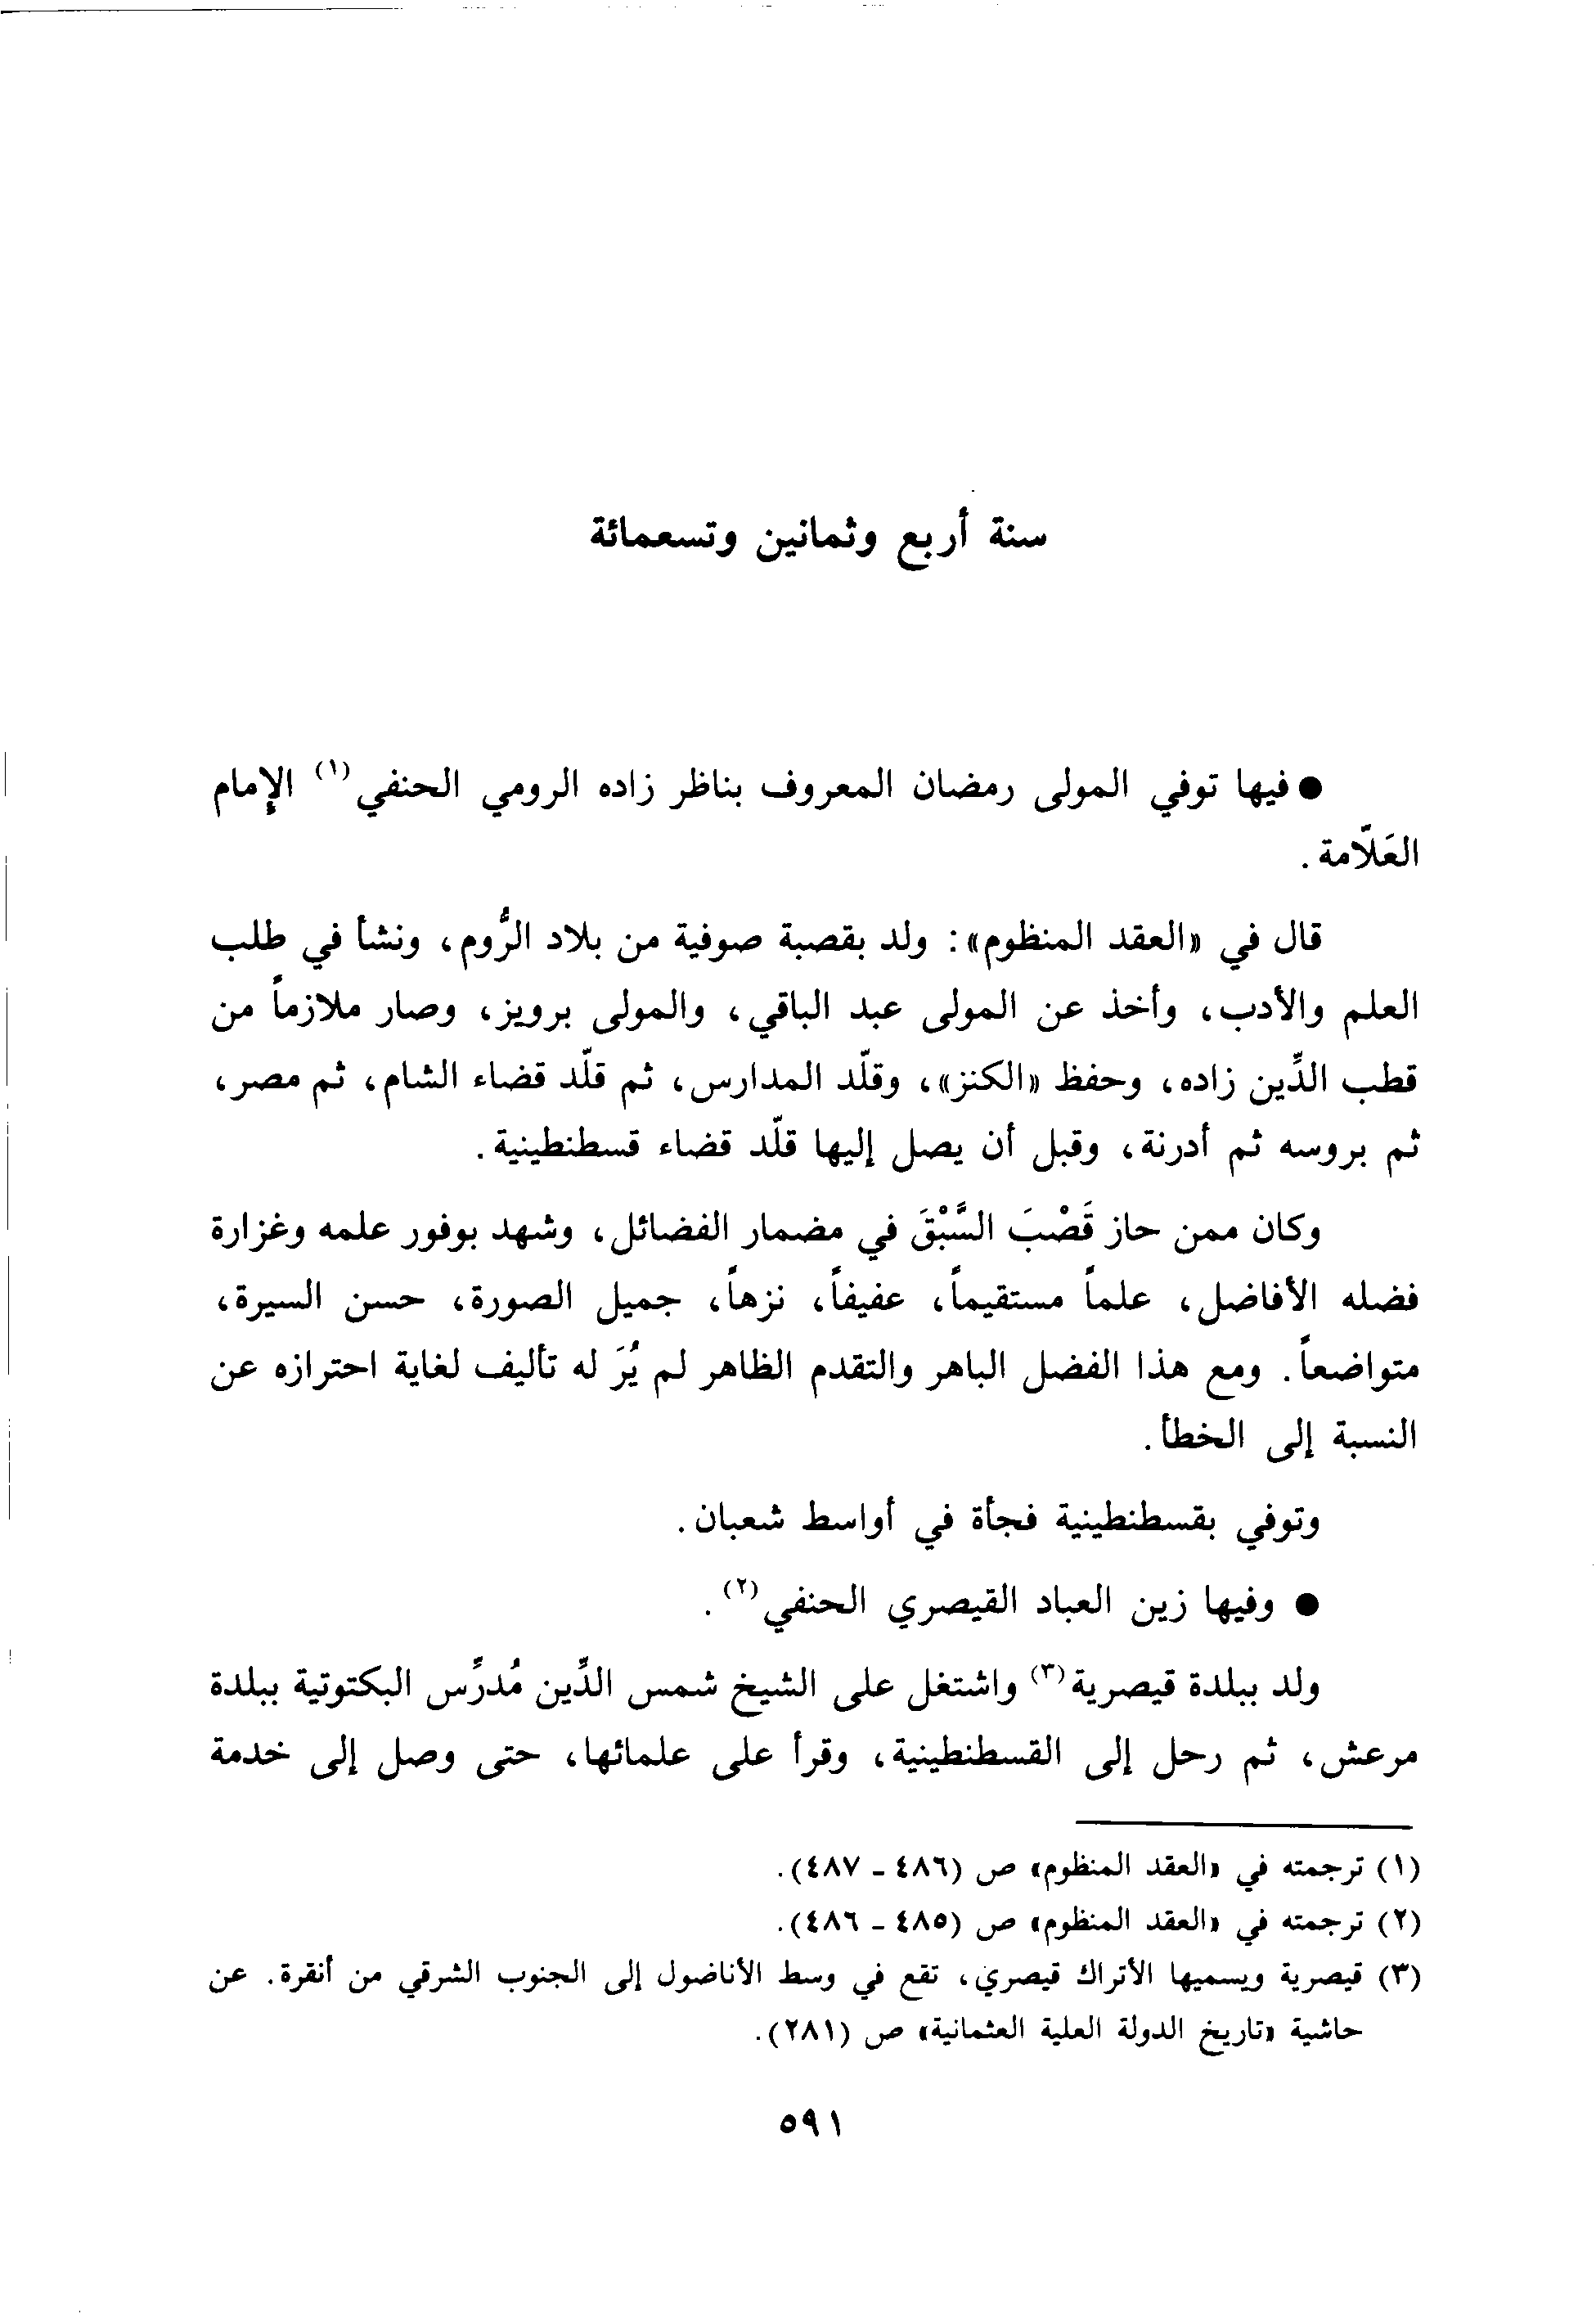 سنة أربع وثمانين وتسعمائة
● فيها توفي المولى رمضان المعروف بناظر زاده الرومي الحنفي (١) الإمام
العَلّامة.
قال في «العقد المنظوم»: ولد بقصبة صوفية من بلاد الرُّوم، ونشأ في طلب
العلم والأدب، وأخذ عن المولى عبد الباقي، والمولى برويز، وصار ملازماً من
قطب الدِّين زاده، وحفظ «الكنز»، وقلّد المدارس، ثم قلّد قضاء الشام، ثم مصر،
ثم بروسه ثم أدرنة، وقبل أن يصل إليها قلّد قضاء قسطنطينية.
وكان ممن حاز قَصْبَ السَّبْقَ في مضمار الفضائل، وشهد بوفور علمه وغزارة
فضله الأفاضل، علماً مستقيماً، عفيفاً، نزهاً، جميل الصورة، حسن السيرة،
متواضعاً. ومع هذا الفضل الباهر والتقدم الظاهر لم يُرَ له تأليف لغاية احترازه عن
النسبة إلى الخطأ.
وتوفي بقسطنطينية فجأة في أواسط شعبان.
● وفيها زين العباد القيصري الحنفي (٢).
ولد ببلدة قيصرية (٣) واشتغل على الشيخ شمس الدِّين مُدرِّس البكتوتية ببلدة
مرعش، ثم رحل إلى القسطنطينية، وقرأ على علمائها، حتى وصل إلى خدمة
(١) ترجمته في «العقد المنظوم» ص (٤٨٦ - ٤٨٧).
(٢) ترجمته في «العقد المنظوم» ص (٤٨٥ - ٤٨٦).
(٣) قيصرية ويسميها الأتراك قيصري، تقع في وسط الأناضول إلى الجنوب الشرقي من أنقرة. عن
حاشية «تاريخ الدولة العلية العثمانية» ص (٢٨١).
٥٩١